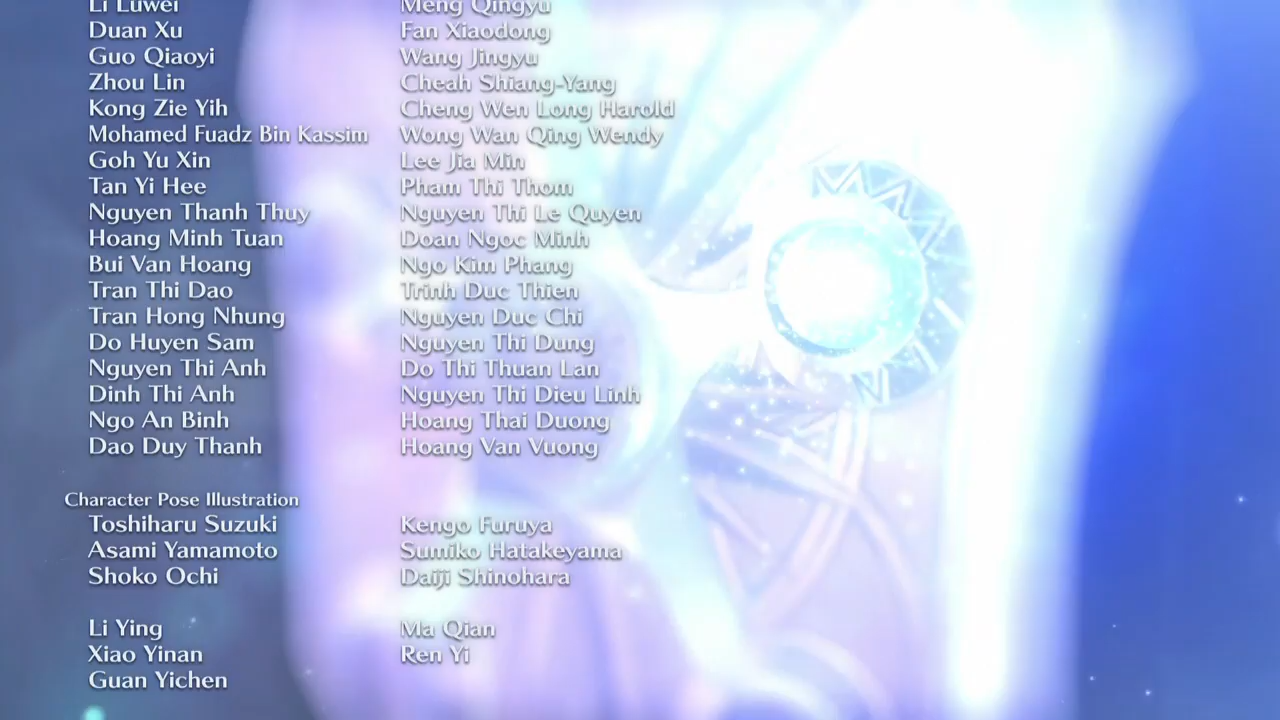 Li Luwei Meng Qingyu
Duan Xu Fan Xiaodong
Guo Qiaoyi Wang Jingyu
Zhou Lin Cheah Shiang-Yang
Kong Zie Yih Cheng Wen Long Harold
Mohamed Fuadz Bin Kassim Wong Wan Qing Wendy
Goh Yu Xin Lee Jia Min
Tan Yi Hee Pham Thi Thom
Nguyen Thanh Thuy Nguyen Thi Le Quyen
Hoang Minh Tuan Doan Ngoc Minh
Bui Van Hoang Ngo Kim Phang
Tran Thi Dao Trinh Duc Thien
Tran Hong Nhung Nguyen Duc Chi
Do Huyen Sam Nguyen Thi Dung
Nguyen Thi Anh Do Thi Thuan Lan
Dinh Thi Anh Nguyen Thi Dieu Linh
Ngo An Binh Hoang Thai Duong
Dao Duy Thanh Hoang Van Vuong
Character Pose Illustration
Toshiharu Suzuki Kengo Furuya
Asami Yamamoto Sumiko Hatakeyama
Shoko Ochi Daiji Shinohara
Li Ying Ma Qian
Xiao Yinan Ren Yi
Guan Yichen